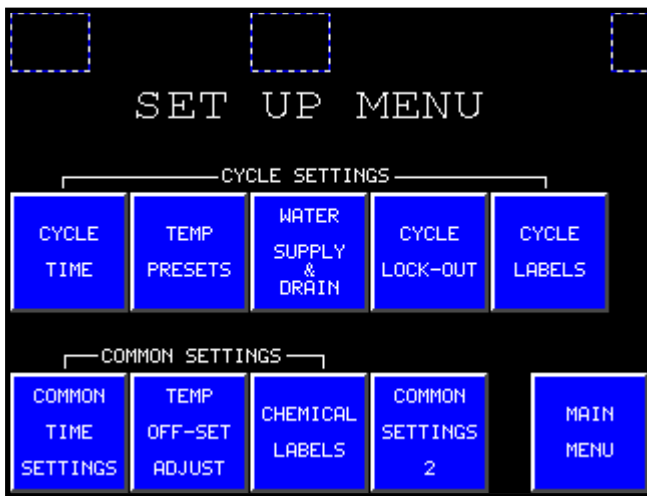 SET UP MENU
CYCLE SETTINGS
CYCLE
TIME
TEMP
PRESETS
WATER
SUPPLY
&
DRAIN
CYCLE
LOCK-OUT
CYCLE
LABELS
COMMON SETTINGS
COMMON
TIME
SETTINGS
TEMP
OFF-SET
ADJUST
CHEMICAL
LABELS
COMMON
SETTINGS
2
MAIN
MENU